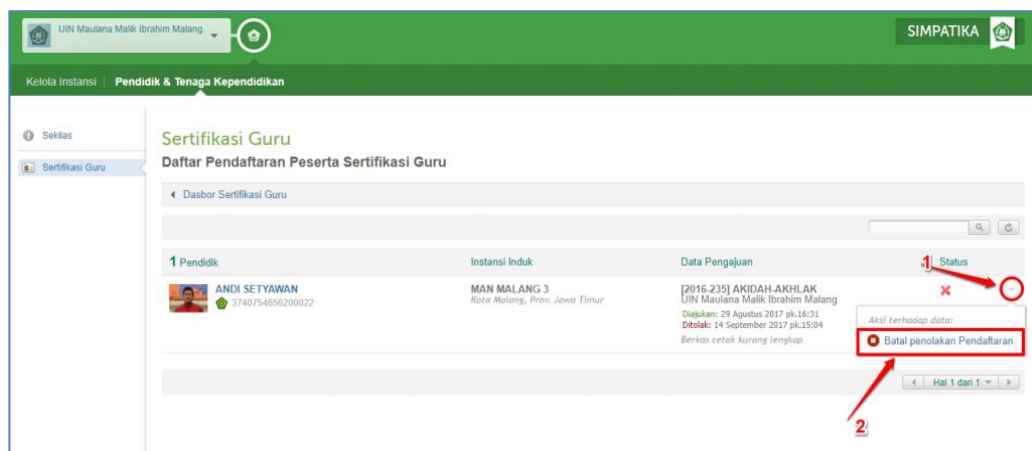 UIN Maulana Malik Ibrahim Malang
SIMPATIKA
Kelola Instansi | Pendidik & Tenaga Kependidikan
Sekilas
Sertifikasi Guru
Sertifikasi Guru
Daftar Pendaftaran Peserta Sertifikasi Guru
Dasbor Sertifikasi Guru
1 Pendidik
Instansi Induk
Data Pengajuan
1
Status
ANDI SETYAWAN
3740754656200022
MAN MALANG 3
Kota Malang, Prov. Jawa Timur
[2016-235] AKIDAH-AKHLAK
UIN Maulana Malik Ibrahim Malang
Diajukan: 29 Agustus 2017 pk.16:31
Ditolak: 14 September 2017 pk.15:04
Berkas cetak kurang lengkap
Aksi terhadap data:
Batal penolakan Pendaftaran
Hal 1 dari 1
2